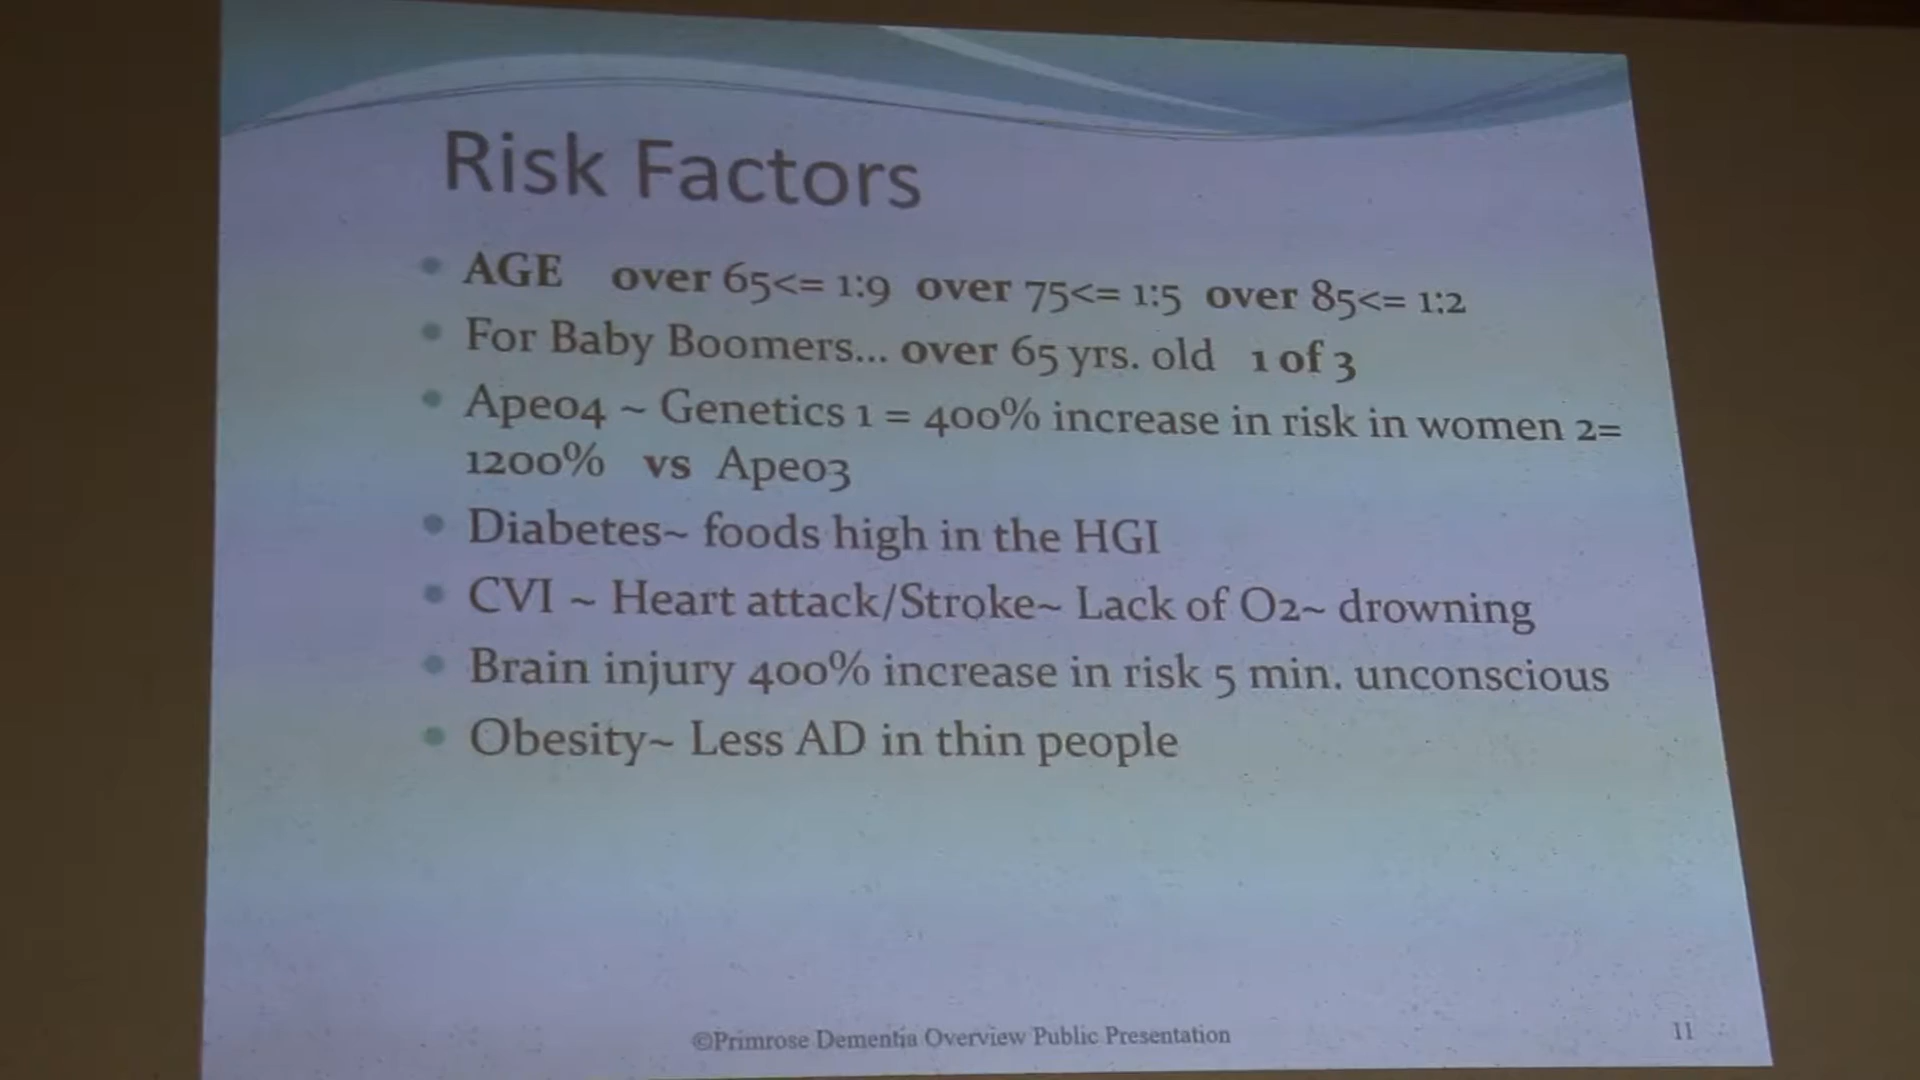 Risk Factors
AGE over 65<= 1:9 over 75<= 1:5 over 85<= 1:2
For Baby Boomers... over 65 yrs. old 1 of 3
Apeo4 ~ Genetics 1 = 400% increase in risk in women 2=
1200% vs Apeo3
Diabetes~ foods high in the HGI
CVI ~ Heart attack/Stroke~ Lack of O2~ drowning
Brain injury 400% increase in risk 5 min. unconscious
Obesity~ Less AD in thin people
©Primrose Dementia Overview Public Presentation
11